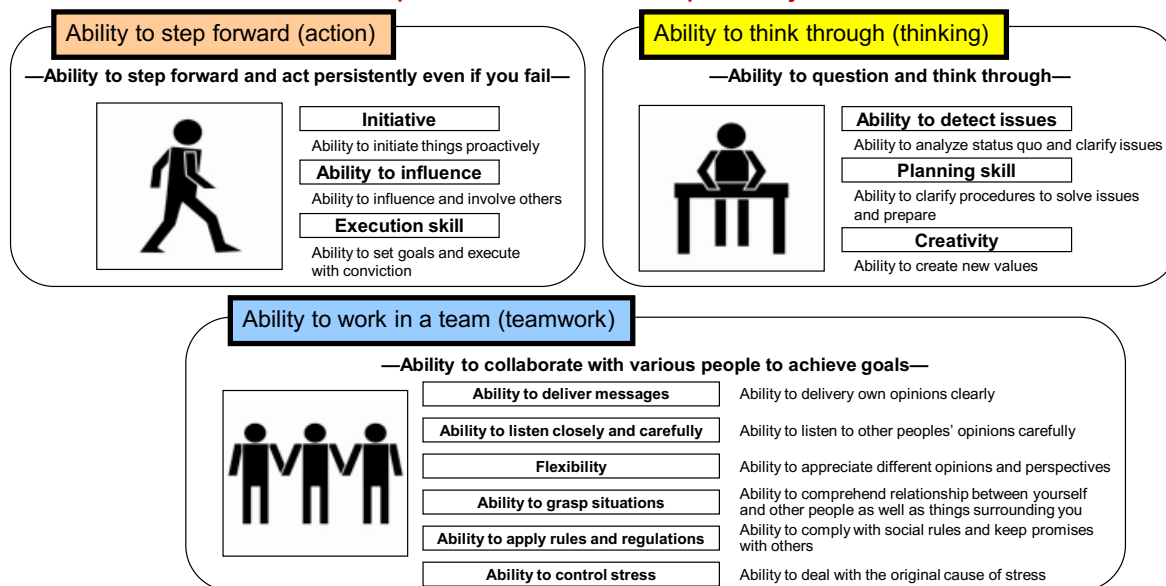 Ability to step forward (action)
—Ability to step forward and act persistently even if you fail—
Initiative
Ability to initiate things proactively
Ability to influence
Ability to influence and involve others
Execution skill
Ability to set goals and execute
with conviction
Ability to think through (thinking)
—Ability to question and think through—
Ability to detect issues
Ability to analyze status quo and clarify issues
Planning skill
Ability to clarify procedures to solve issues
and prepare
Creativity
Ability to create new values
Ability to work in a team (teamwork)
—Ability to collaborate with various people to achieve goals—
Ability to deliver messages
Ability to delivery own opinions clearly
Ability to listen closely and carefully
Ability to listen to other peoples’ opinions carefully
Flexibility
Ability to appreciate different opinions and perspectives
Ability to grasp situations
Ability to comprehend relationship between yourself
and other people as well as things surrounding you
Ability to apply rules and regulations
Ability to comply with social rules and keep promises
with others
Ability to control stress
Ability to deal with the original cause of stress